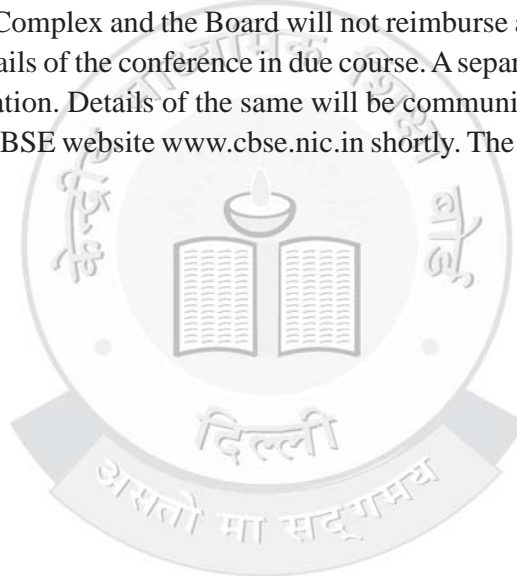 Complex and the Board will not reimburse a
ails of the conference in due course. A separ
ation. Details of the same will be communi
BSE website www.cbse.nic.in shortly. The
केन्द्रीय माध्यमिक शिक्षा बोर्ड
दिल्ली
असतो मा सद्गमय